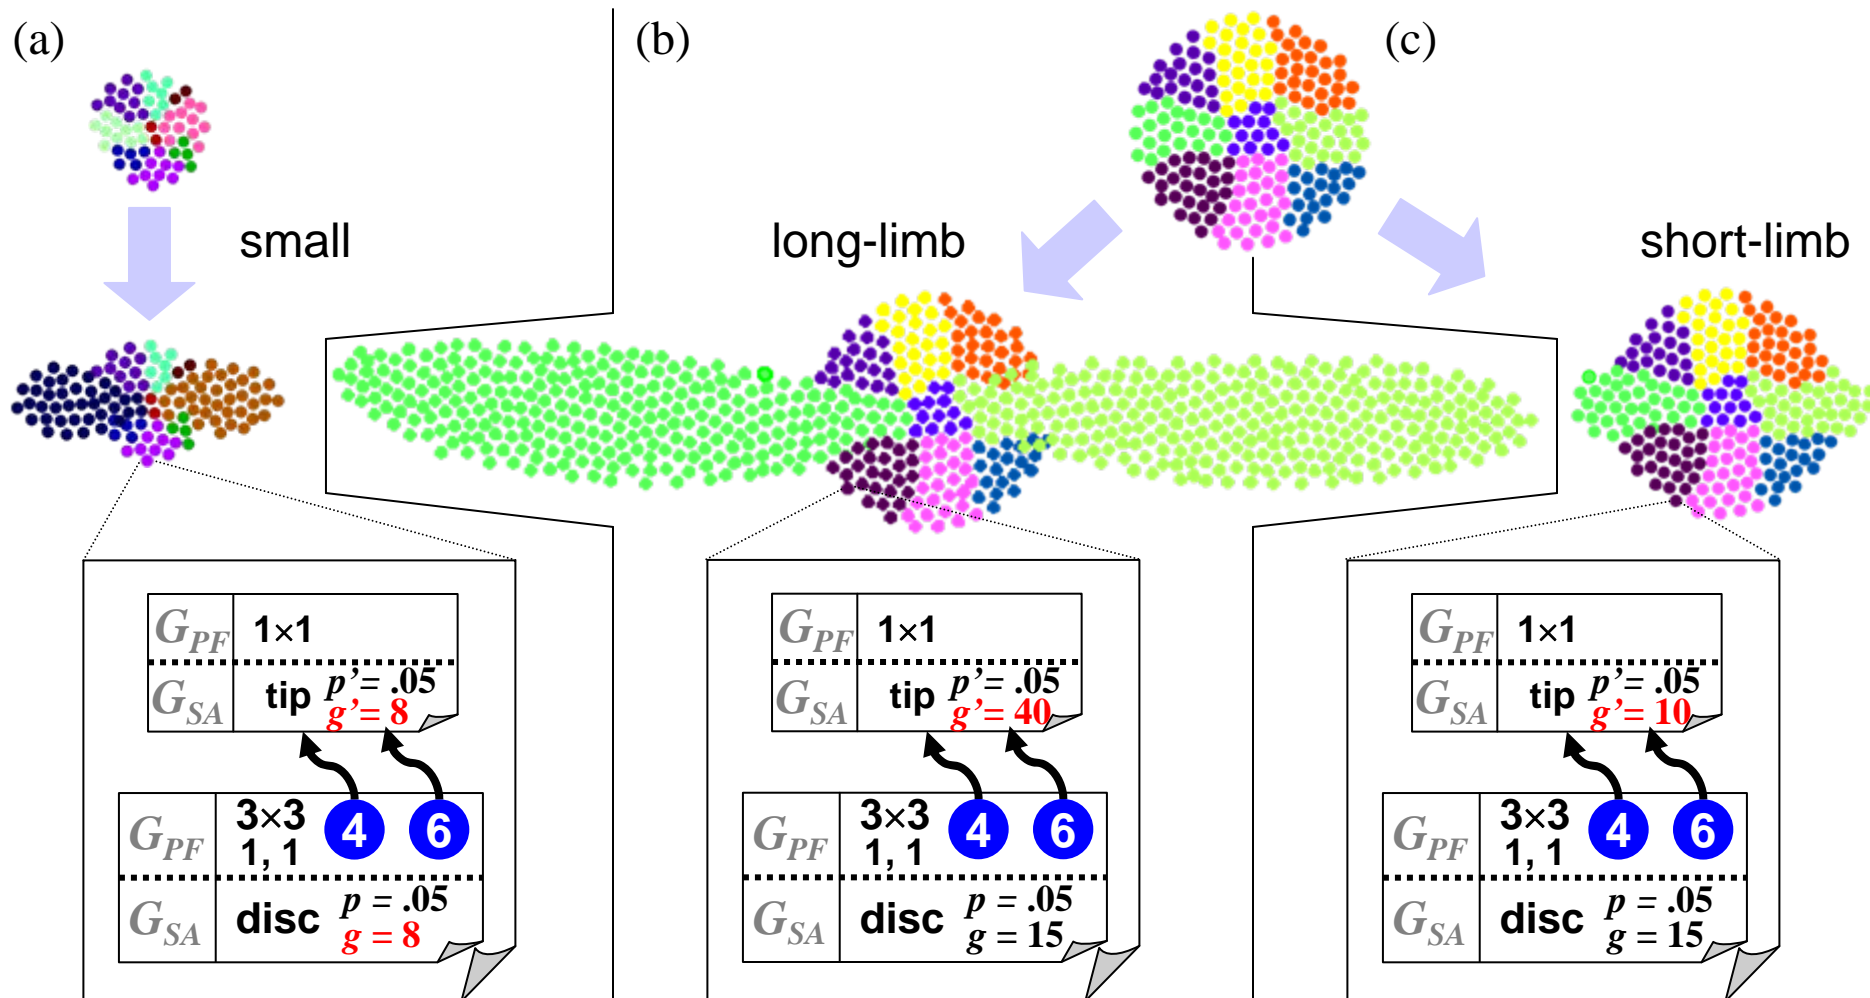 (a)
(b)
(c)
small
long-limb
short-limb
G_PF 1×1
G_SA tip p’= .05
g’= 8
G_PF 3×3 4 6
1, 1
G_SA disc p = .05
g = 8
G_PF 1×1
G_SA tip p’= .05
g’= 40
G_PF 3×3 4 6
1, 1
G_SA disc p = .05
g = 15
G_PF 1×1
G_SA tip p’= .05
g’= 10
G_PF 3×3 4 6
1, 1
G_SA disc p = .05
g = 15